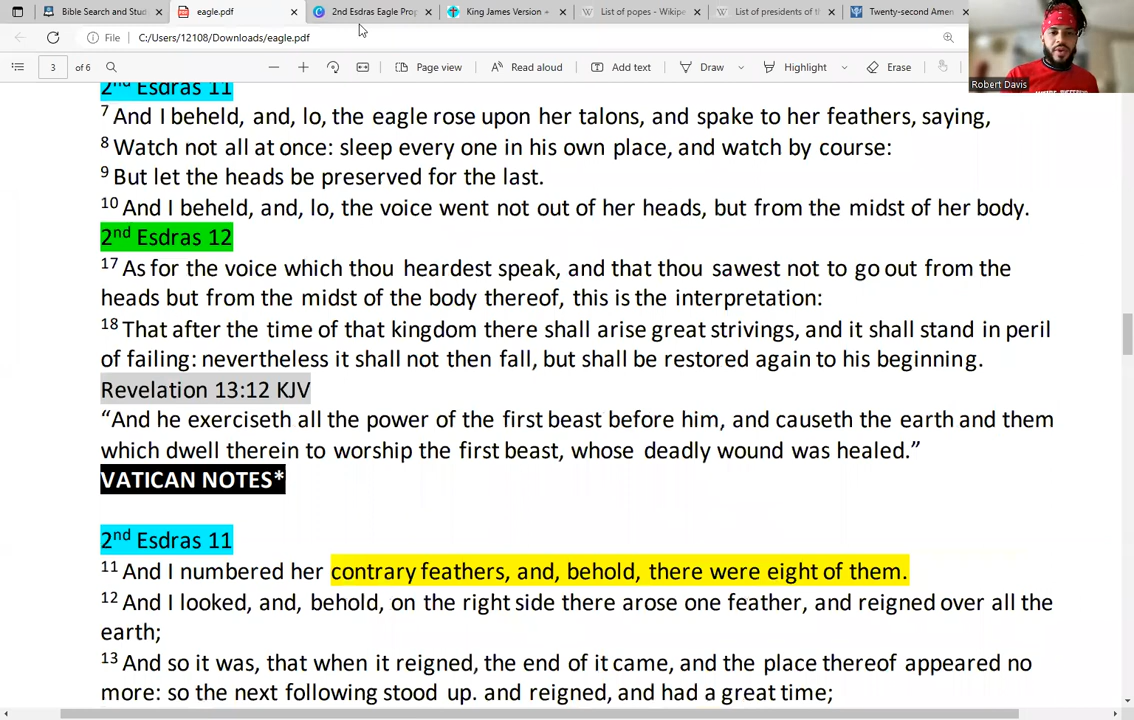 Bible Search and Stud
eagle.pdf
2nd Esdras Eagle Prop
King James Version +
List of popes - Wikipe
List of presidents of th
Twenty-second Amen
File
C:/Users/12108/Downloads/eagle.pdf
3 of 6
Page view
Read aloud
Add text
Draw
Highlight
Erase
Robert Davis
2nd Esdras 11
7 And I beheld, and, lo, the eagle rose upon her talons, and spake to her feathers, saying,
8 Watch not all at once: sleep every one in his own place, and watch by course:
9 But let the heads be preserved for the last.
10 And I beheld, and, lo, the voice went not out of her heads, but from the midst of her body.
2nd Esdras 12
17 As for the voice which thou heardest speak, and that thou sawest not to go out from the
heads but from the midst of the body thereof, this is the interpretation:
18 That after the time of that kingdom there shall arise great strivings, and it shall stand in peril
of failing: nevertheless it shall not then fall, but shall be restored again to his beginning.
Revelation 13:12 KJV
“And he exerciseth all the power of the first beast before him, and causeth the earth and them
which dwell therein to worship the first beast, whose deadly wound was healed.”
VATICAN NOTES*
2nd Esdras 11
11 And I numbered her contrary feathers, and, behold, there were eight of them.
12 And I looked, and, behold, on the right side there arose one feather, and reigned over all the
earth;
13 And so it was, that when it reigned, the end of it came, and the place thereof appeared no
more: so the next following stood up. and reigned, and had a great time;